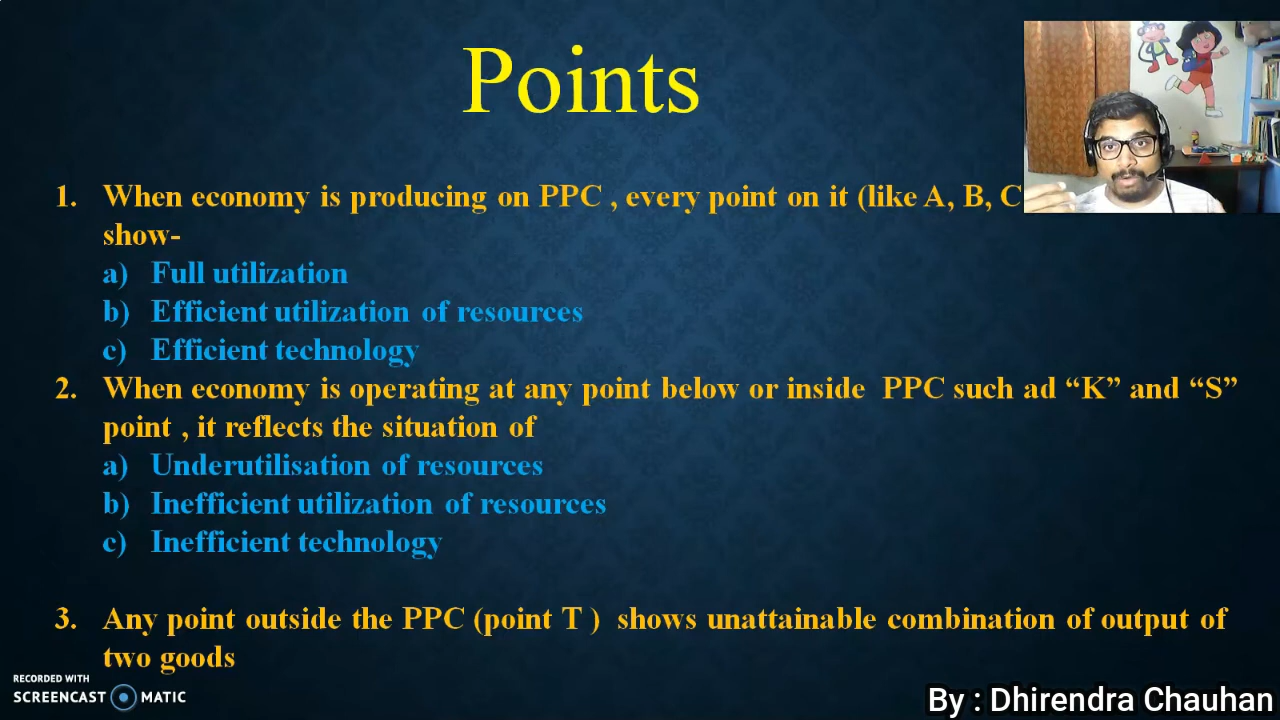 Points
1. When economy is producing on PPC , every point on it (like A, B, C
show-
a) Full utilization
b) Efficient utilization of resources
c) Efficient technology
2. When economy is operating at any point below or inside PPC such ad “K” and “S”
point , it reflects the situation of
a) Underutilisation of resources
b) Inefficient utilization of resources
c) Inefficient technology
3. Any point outside the PPC (point T ) shows unattainable combination of output of
two goods
RECORDED WITH
SCREENCAST MATIC
By : Dhirendra Chauhan